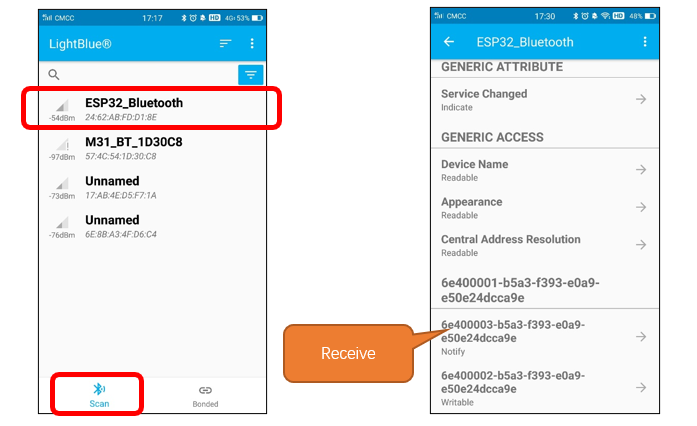 CMCC 17:17 HD 4G 53%
LightBlue®
ESP32_Bluetooth
-54dBm 24:62:AB:FD:D1:8E
M31_BT_1D30C8
-97dBm 57:4C:54:1D:30:C8
Unnamed
-73dBm 17:AB:4E:D5:F7:1A
Unnamed
-76dBm 6E:8B:A3:4F:D6:C4
Scan
Bonded
CMCC 17:30 HD 48%
ESP32_Bluetooth
GENERIC ATTRIBUTE
Service Changed
Indicate
GENERIC ACCESS
Device Name
Readable
Appearance
Readable
Central Address Resolution
Readable
6e400001-b5a3-f393-e0a9-
e50e24dcca9e
Receive
6e400003-b5a3-f393-e0a9-
e50e24dcca9e
Notify
6e400002-b5a3-f393-e0a9-
e50e24dcca9e
Writable